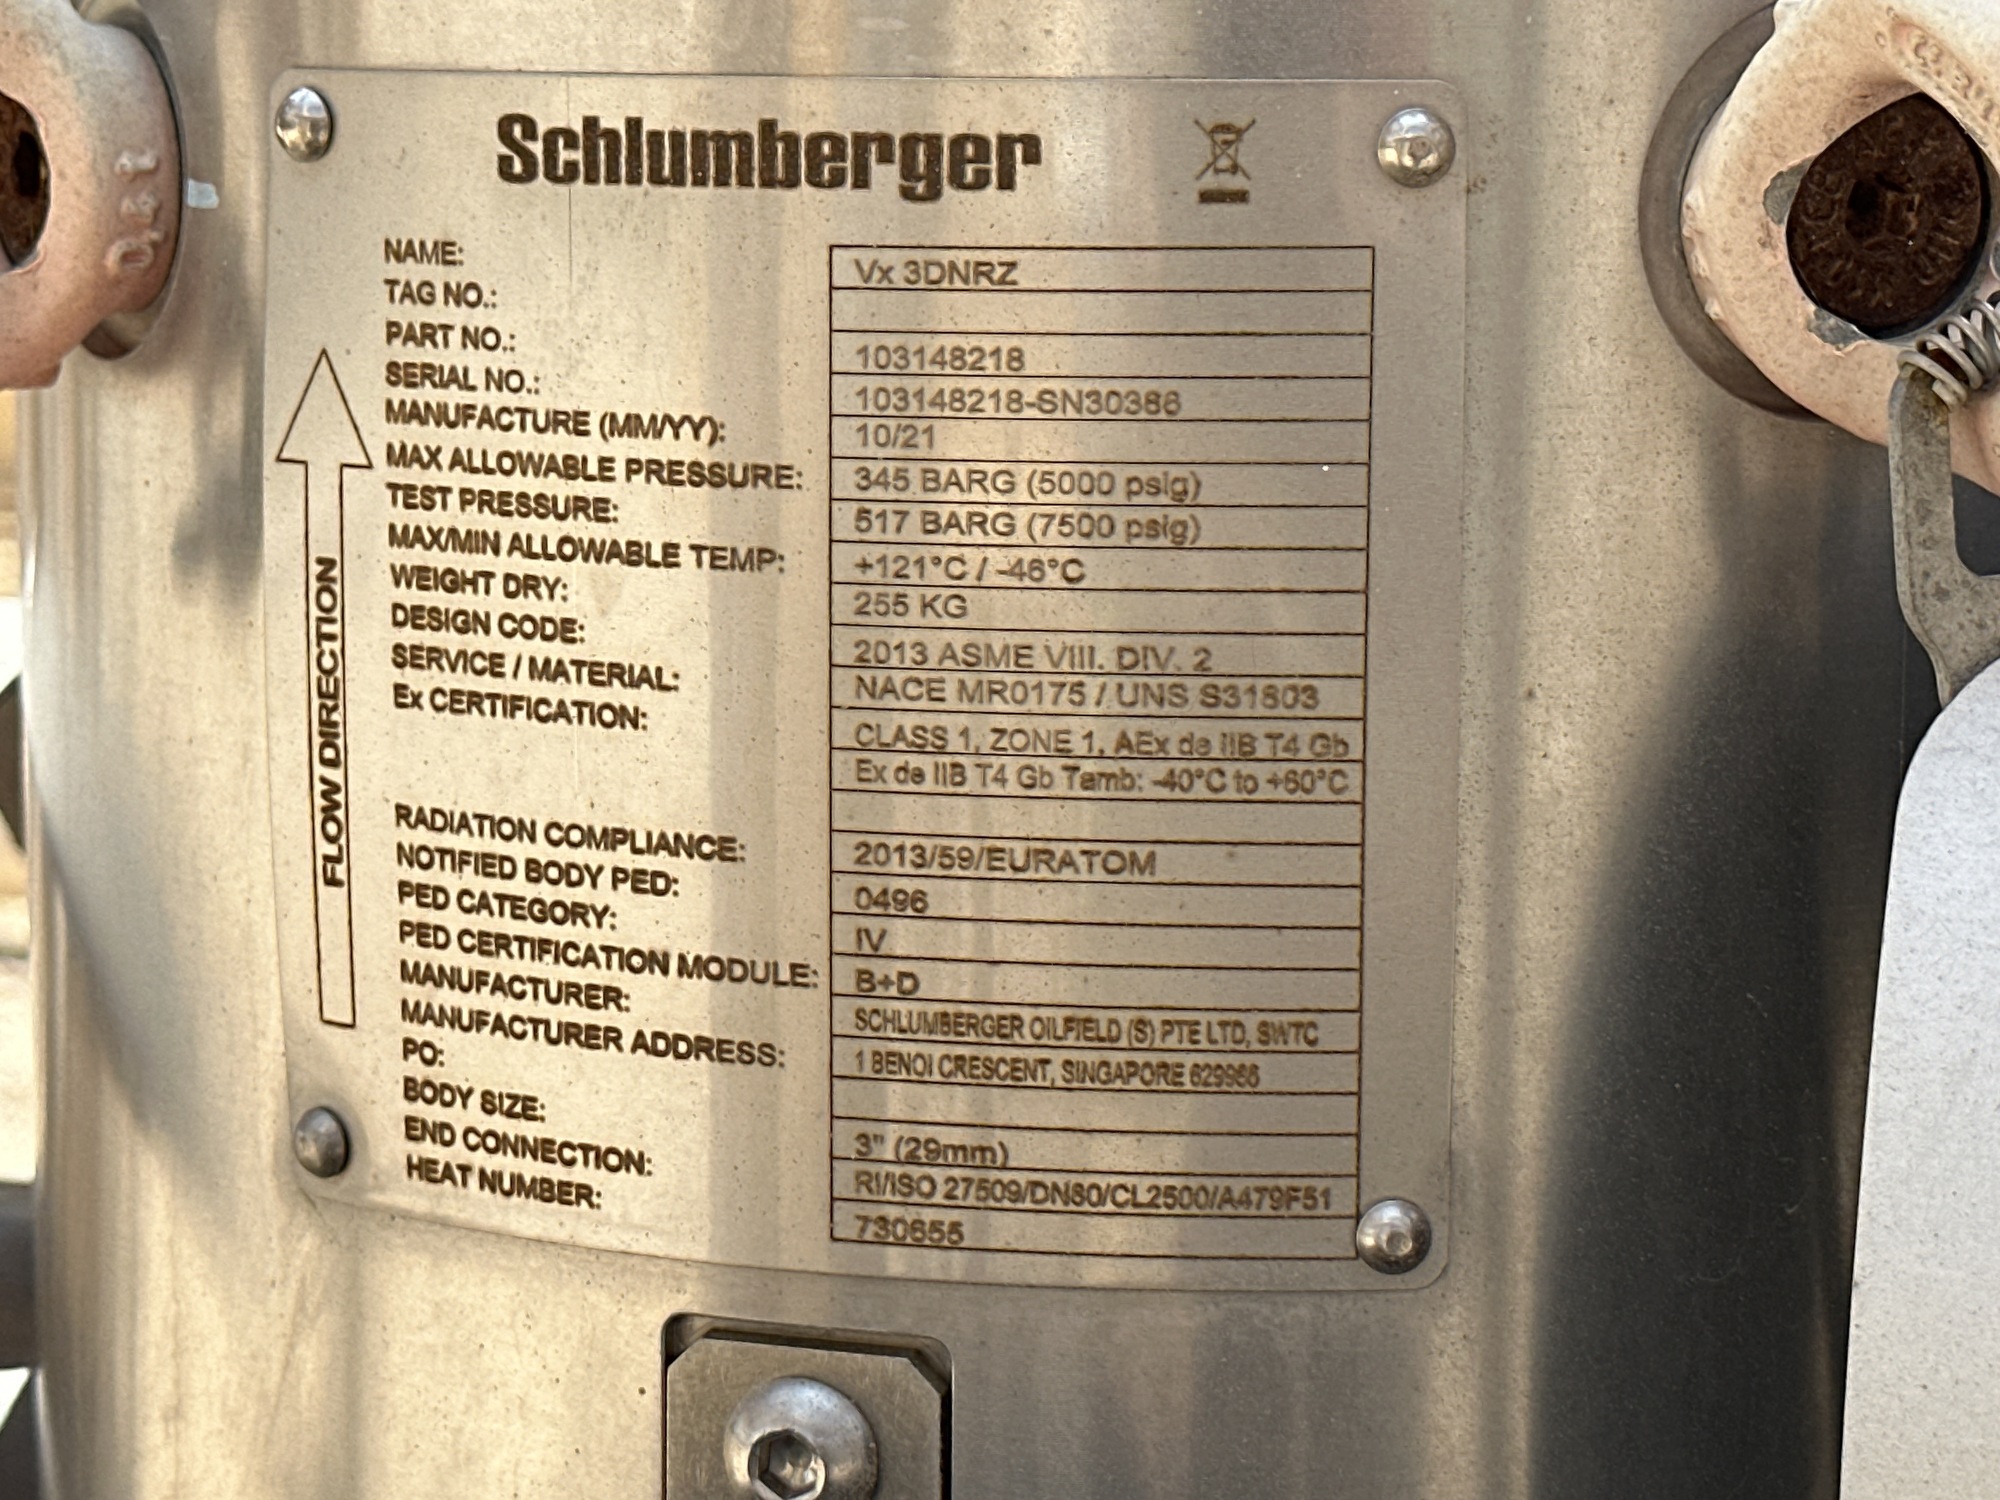 Schlumberger
NAME: Vx 3DNRZ
TAG NO.:
PART NO.: 103148218
SERIAL NO.: 103148218-SN30386
MANUFACTURE (MM/YY): 10/21
MAX ALLOWABLE PRESSURE: 345 BARG (5000 psig)
TEST PRESSURE: 517 BARG (7500 psig)
MAX/MIN ALLOWABLE TEMP: +121°C / -46°C
WEIGHT DRY: 255 KG
DESIGN CODE: 2013 ASME VIII. DIV. 2
SERVICE / MATERIAL: NACE MR0175 / UNS S31803
Ex CERTIFICATION: CLASS 1, ZONE 1, AEx de IIB T4 Gb
Ex de IIB T4 Gb Tamb: -40°C to +60°C
RADIATION COMPLIANCE: 2013/59/EURATOM
NOTIFIED BODY PED: 0496
PED CATEGORY: IV
PED CERTIFICATION MODULE: B+D
MANUFACTURER: SCHLUMBERGER OILFIELD (S) PTE LTD, SWTC
MANUFACTURER ADDRESS: 1 BENOI CRESCENT, SINGAPORE
PO:
BODY SIZE: 3" (29mm)
END CONNECTION: RI/ISO 27509/DN80/CL2500/A479F51
HEAT NUMBER: 730655
FLOW DIRECTION